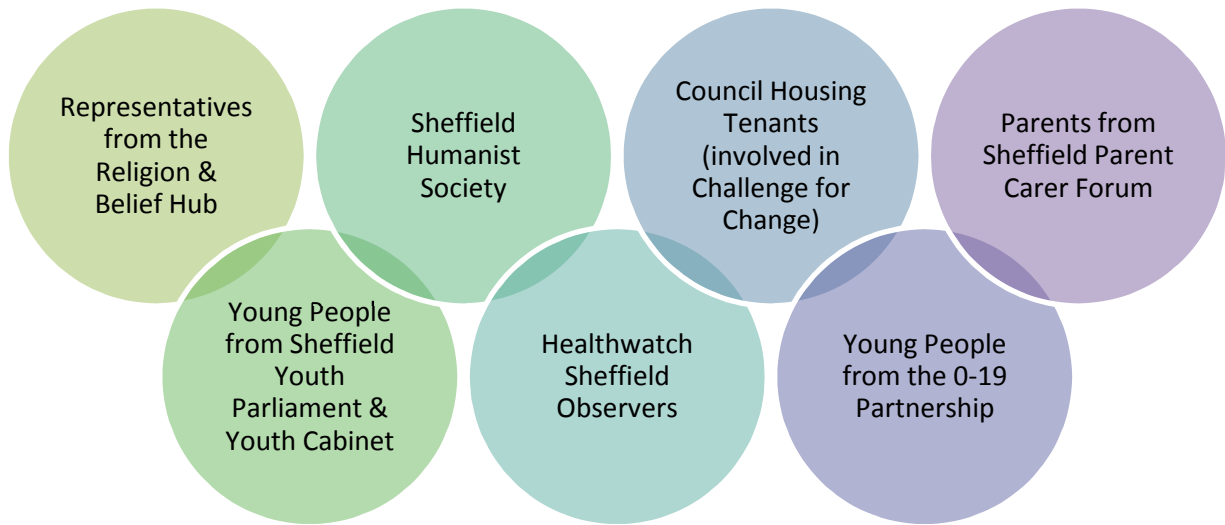 Representatives
from the
Religion &
Belief Hub
Young People
from Sheffield
Youth
Parliament &
Youth Cabinet
Sheffield
Humanist
Society
Healthwatch
Sheffield
Observers
Council Housing
Tenants
(involved in
Challenge for
Change)
Young People
from the 0-19
Partnership
Parents from
Sheffield Parent
Carer Forum